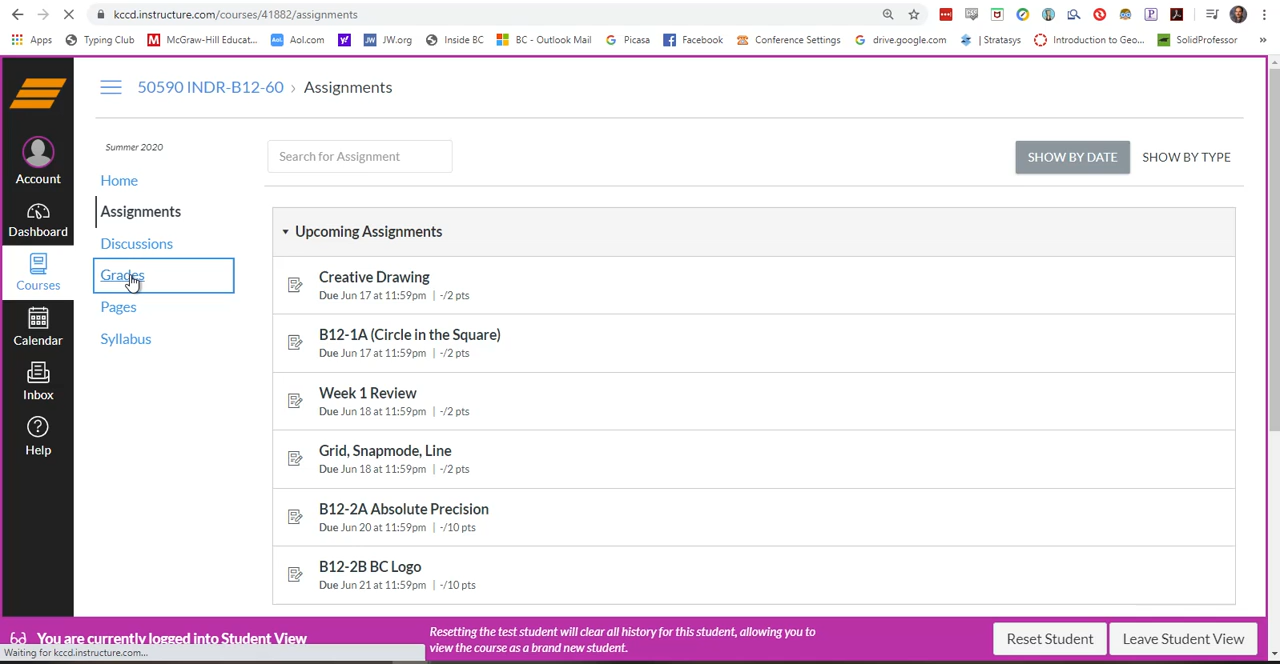 kccd.instructure.com/courses/41882/assignments
Apps
Typing Club
McGraw-Hill Educat...
Aol.com
JW.org
Inside BC
BC - Outlook Mail
Picasa
Facebook
Conference Settings
drive.google.com
| Stratasys
Introduction to Geo...
SolidProfessor
»
50590 INDR-B12-60 › Assignments
Summer 2020
Search for Assignment
SHOW BY DATE
SHOW BY TYPE
Account
Dashboard
Courses
Calendar
Inbox
Help
Home
Assignments
Discussions
Grades
Pages
Syllabus
Upcoming Assignments
Creative Drawing
Due Jun 17 at 11:59pm | -/2 pts
B12-1A (Circle in the Square)
Due Jun 17 at 11:59pm | -/2 pts
Week 1 Review
Due Jun 18 at 11:59pm | -/2 pts
Grid, Snapmode, Line
Due Jun 18 at 11:59pm | -/2 pts
B12-2A Absolute Precision
Due Jun 20 at 11:59pm | -/10 pts
B12-2B BC Logo
Due Jun 21 at 11:59pm | -/10 pts
You are currently logged into Student View
Resetting the test student will clear all history for this student, allowing you to
view the course as a brand new student.
Reset Student
Leave Student View
Waiting for kccd.instructure.com...